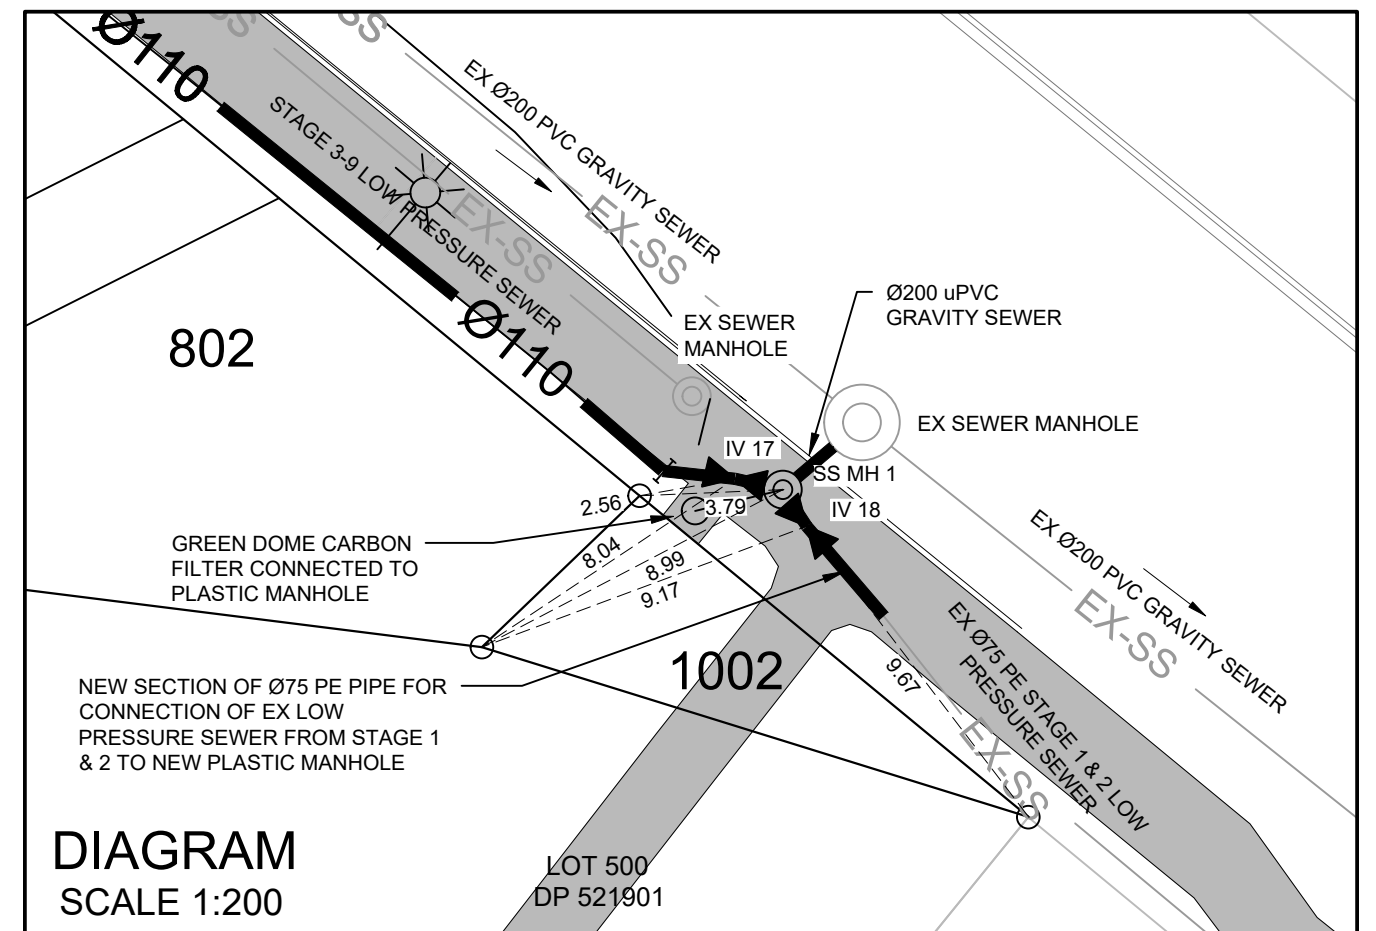 Ø110
SS
SS
EX Ø200 PVC GRAVITY SEWER
STAGE 3-9 LOW PRESSURE SEWER
EX-SS
EX-SS
802
Ø110
Ø200 uPVC
GRAVITY SEWER
EX SEWER
MANHOLE
EX SEWER MANHOLE
IV 17
SS MH 1
IV 18
2.56
3.79
GREEN DOME CARBON
FILTER CONNECTED TO
PLASTIC MANHOLE
8.04
8.99
9.17
EX Ø200 PVC GRAVITY SEWER
EX-SS
1002
9.67
EX Ø75 PE STAGE 1 & 2 LOW
PRESSURE SEWER
EX-SS
NEW SECTION OF Ø75 PE PIPE FOR
CONNECTION OF EX LOW
PRESSURE SEWER FROM STAGE 1
& 2 TO NEW PLASTIC MANHOLE
DIAGRAM
SCALE 1:200
LOT 500
DP 521901